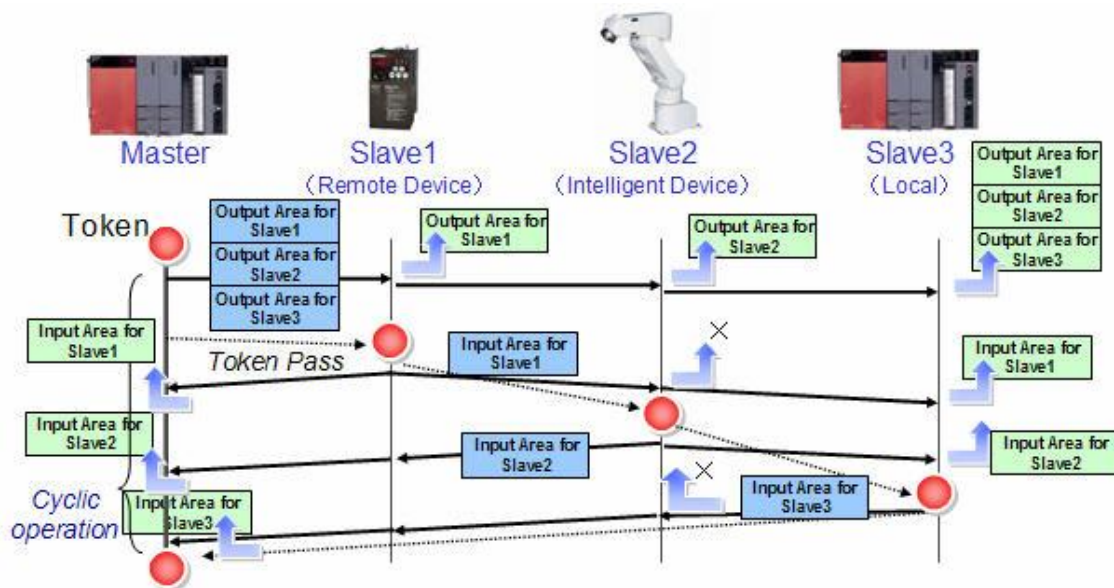 Master
Slave1
(Remote Device)
Slave2
(Intelligent Device)
Slave3
(Local)
Output Area for
Slave1
Output Area for
Slave2
Output Area for
Slave3
Token
Output Area for
Slave1
Output Area for
Slave2
Output Area for
Slave3
Output Area for
Slave1
Output Area for
Slave2
Input Area for
Slave1
Token Pass
Input Area for
Slave1
×
Input Area for
Slave1
Input Area for
Slave2
Input Area for
Slave2
×
Input Area for
Slave2
Cyclic
operation
Input Area for
Slave3
Input Area for
Slave3